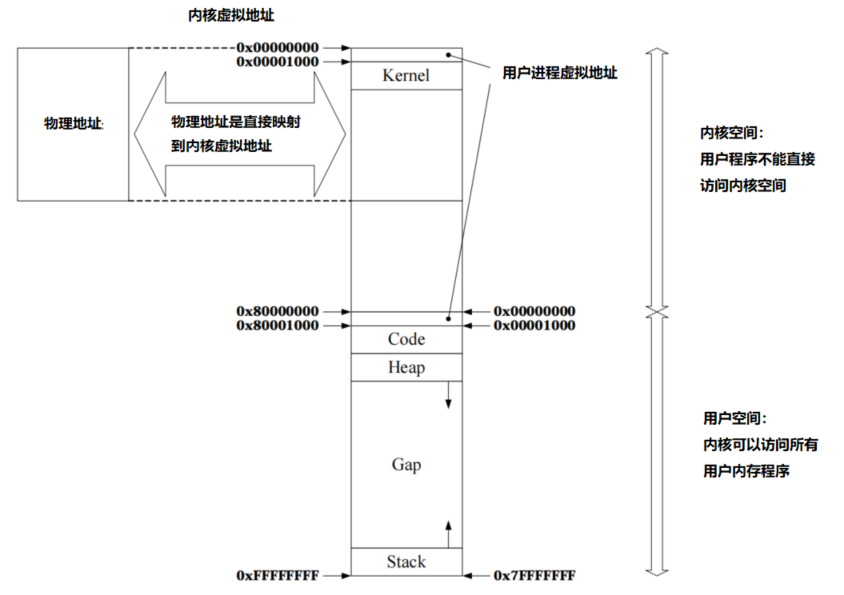 内核虚拟地址
0x00000000
0x00001000
Kernel
用户进程虚拟地址
物理地址:
物理地址是直接映射
到内核虚拟地址
内核空间:
用户程序不能直接
访问内核空间
0x80000000
0x00000000
0x80001000
0x00001000
Code
Heap
用户空间:
内核可以访问所有
用户内存程序
Gap
Stack
0xFFFFFFFF
0x7FFFFFFF